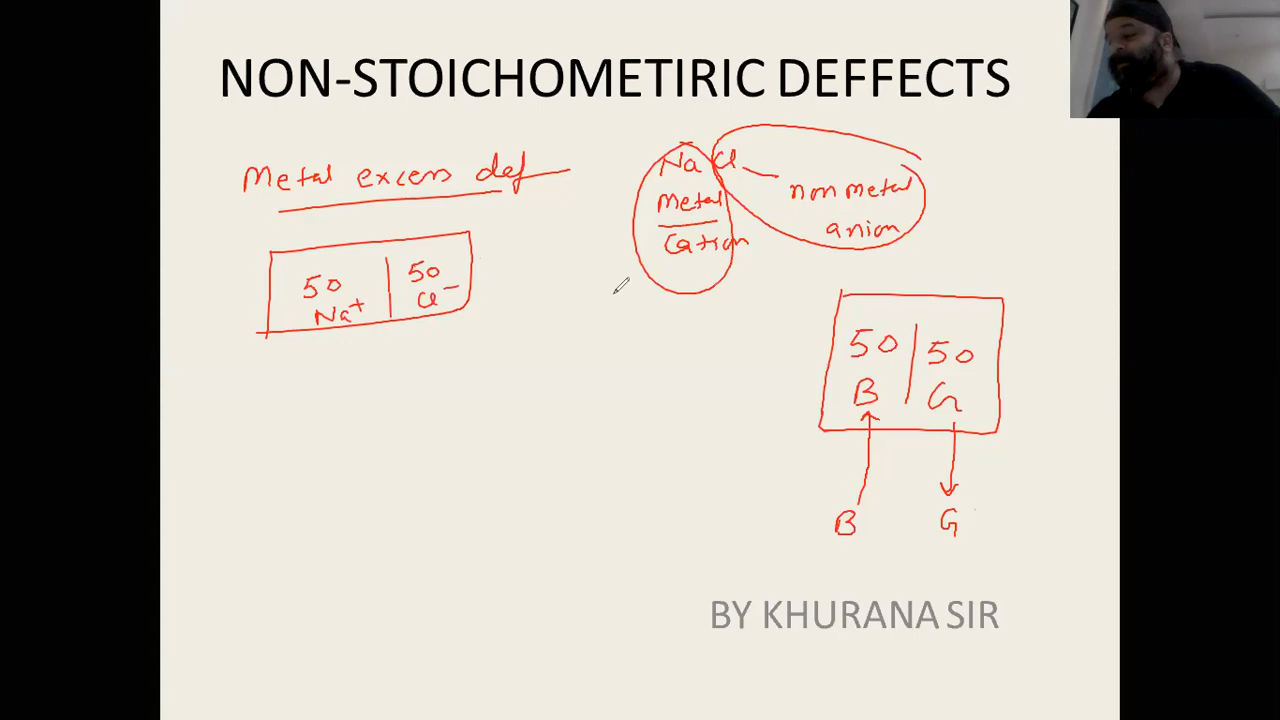 NON-STOICHOMETIRIC DEFFECTS
Metal excess def
Na Cl
Metal
Cation
non metal
anion
50 50
Na+ Cl-
50 50
B G
B G
BY KHURANA SIR